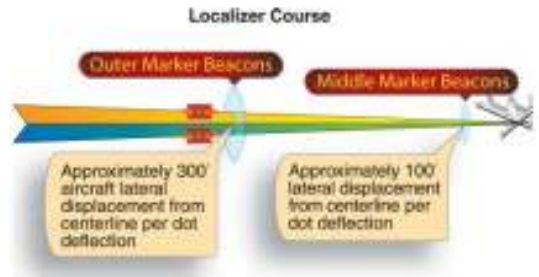 Localizer Course
Outer Marker Beacons
Middle Marker Beacons
Approximately 300'
aircraft lateral
displacement from
centerline per dot
deflection
Approximately 100'
lateral displacement
from centerline per
dot deflection